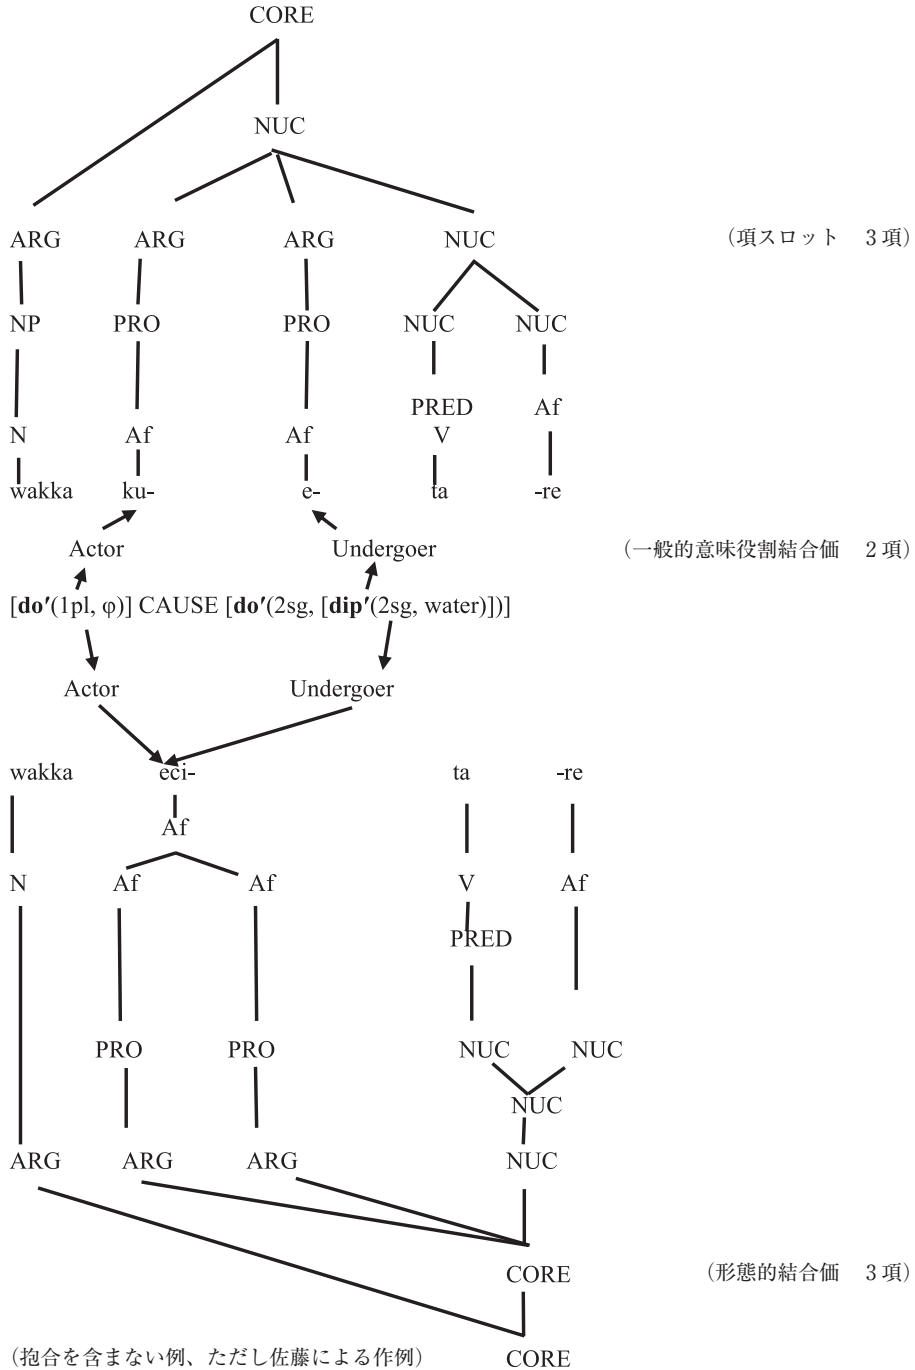 CORE
NUC
ARG ARG ARG NUC （項スロット　３項）
NP PRO PRO NUC NUC
PRED Af
N Af Af V
wakka ku- e- ta -re
Actor Undergoer （一般的意味役割結合価　２項）
[do′(1pl, φ)] CAUSE [do′(2sg, [dip′(2sg, water)])]
Actor Undergoer
wakka eci- ta -re
Af
N Af Af V Af
PRED
PRO PRO NUC NUC
NUC
ARG ARG ARG NUC
CORE （形態的結合価　３項）
（抱合を含まない例、ただし佐藤による作例） CORE